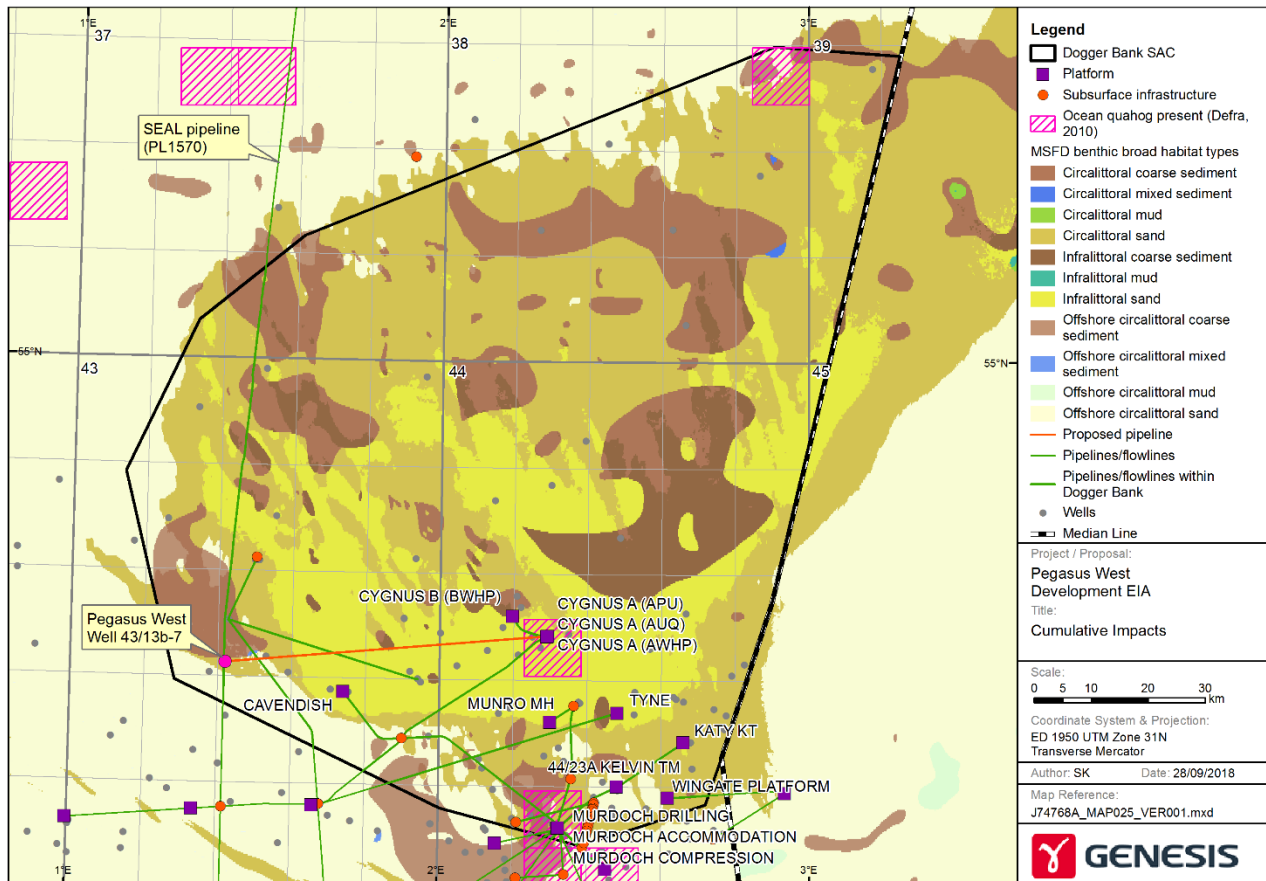 1°E
2°E
3°E
37
38
39
SEAL pipeline
(PL1570)
55°N
55°N
43
44
45
CYGNUS B (BWHP)
CYGNUS A (APU)
CYGNUS A (AUQ)
CYGNUS A (AWHP)
Pegasus West
Well 43/13b-7
CAVENDISH
MUNRO MH
TYNE
KATY KT
44/23A KELVIN TM
WINGATE PLATFORM
MURDOCH DRILLING
MURDOCH ACCOMMODATION
MURDOCH COMPRESSION
1°E
2°E
3°E
Legend
Dogger Bank SAC
Platform
Subsurface infrastructure
Ocean quahog present (Defra,
2010)
MSFD benthic broad habitat types
Circalittoral coarse sediment
Circalittoral mixed sediment
Circalittoral mud
Circalittoral sand
Infralittoral coarse sediment
Infralittoral mud
Infralittoral sand
Offshore circalittoral coarse
sediment
Offshore circalittoral mixed
sediment
Offshore circalittoral mud
Offshore circalittoral sand
Proposed pipeline
Pipelines/flowlines
Pipelines/flowlines within
Dogger Bank
Wells
Median Line
Project / Proposal:
Pegasus West
Development EIA
Title:
Cumulative Impacts
Scale:
0 5 10 20 30
km
Coordinate System & Projection:
ED 1950 UTM Zone 31N
Transverse Mercator
Author: SK Date: 28/09/2018
Map Reference:
J74768A_MAP025_VER001.mxd
GENESIS